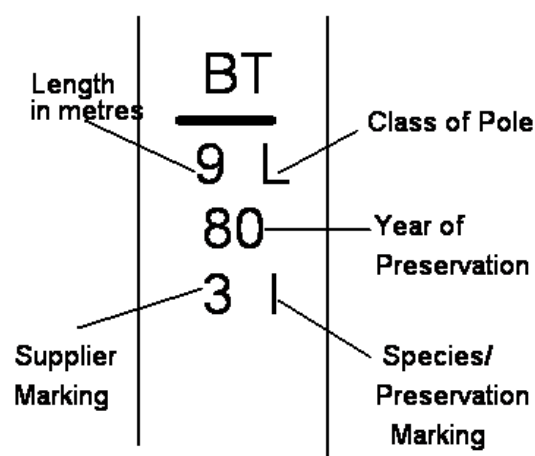 BT
Length
in metres
9 L
Class of Pole
80
Year of
Preservation
3 I
Supplier
Marking
Species/
Preservation
Marking